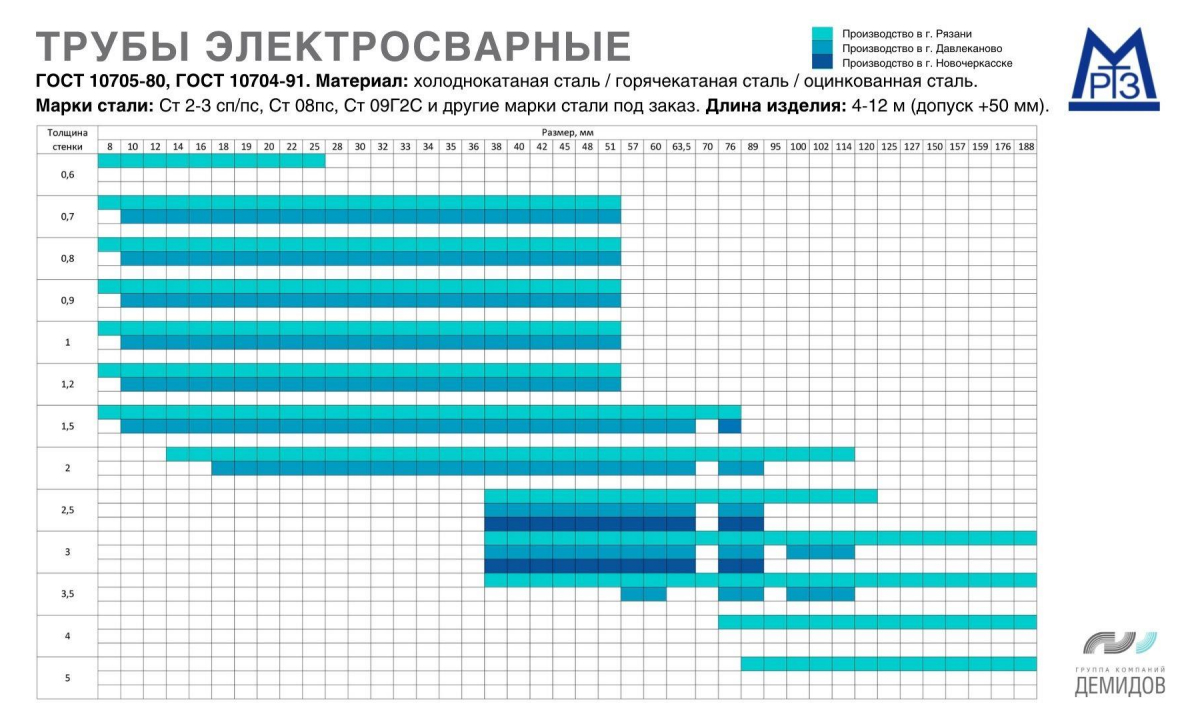 ТРУБЫ ЭЛЕКТРОСВАРНЫЕ
Производство в г. Рязани
Производство в г. Давлеканово
Производство в г. Новочеркасске
ГОСТ 10705-80, ГОСТ 10704-91. Материал: холоднокатаная сталь / горячекатаная сталь / оцинкованная сталь.
Марки стали: Ст 2-3 сп/пс, Ст 08пс, Ст 09Г2С и другие марки стали под заказ. Длина изделия: 4-12 м (допуск +50 мм).
РТЗ
Толщина стенки
Размер, мм
8 10 12 14 16 18 19 20 22 25 28 30 32 33 34 35 36 38 40 42 45 48 51 57 60 63,5 70 76 89 95 100 102 114 120 125 127 150 157 159 176 188
0,6
0,7
0,8
0,9
1
1,2
1,5
2
2,5
3
3,5
4
5
ГРУППА КОМПАНИЙ
ДЕМИДОВ